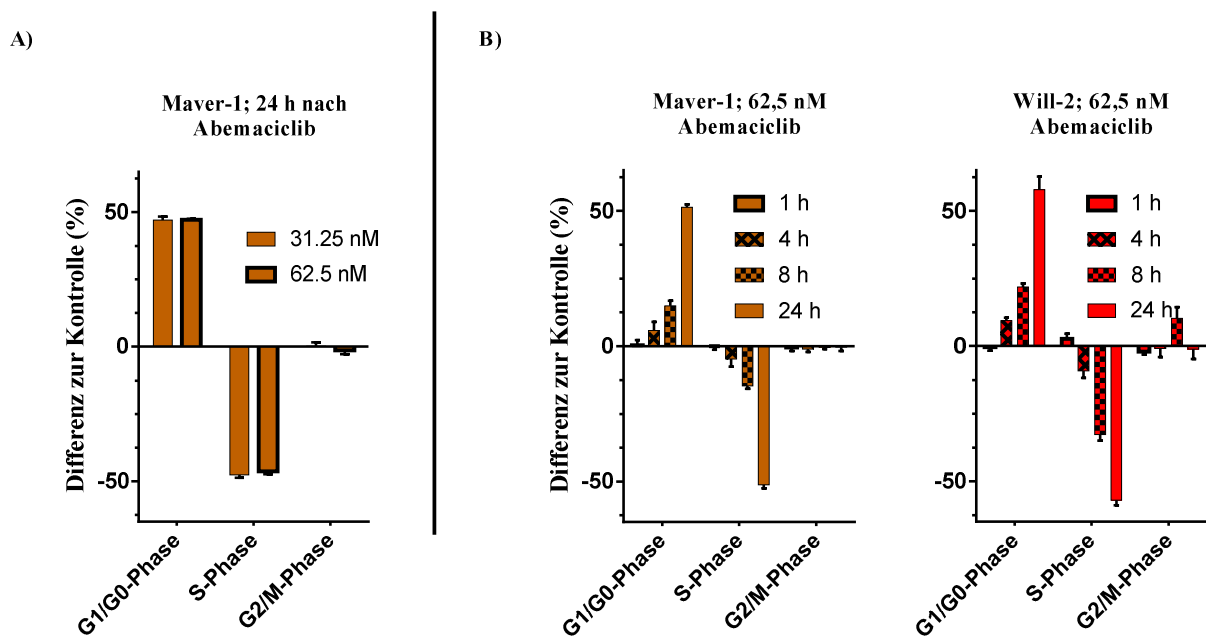 A)
Maver-1; 24 h nach
Abemaciclib
Differenz zur Kontrolle (%)
50
0
-50
31.25 nM
62.5 nM
G1/G0-Phase
S-Phase
G2/M-Phase
B)
Maver-1; 62,5 nM
Abemaciclib
Differenz zur Kontrolle (%)
50
0
-50
1 h
4 h
8 h
24 h
G1/G0-Phase
S-Phase
G2/M-Phase
Will-2; 62,5 nM
Abemaciclib
50
0
-50
1 h
4 h
8 h
24 h
G1/G0-Phase
S-Phase
G2/M-Phase